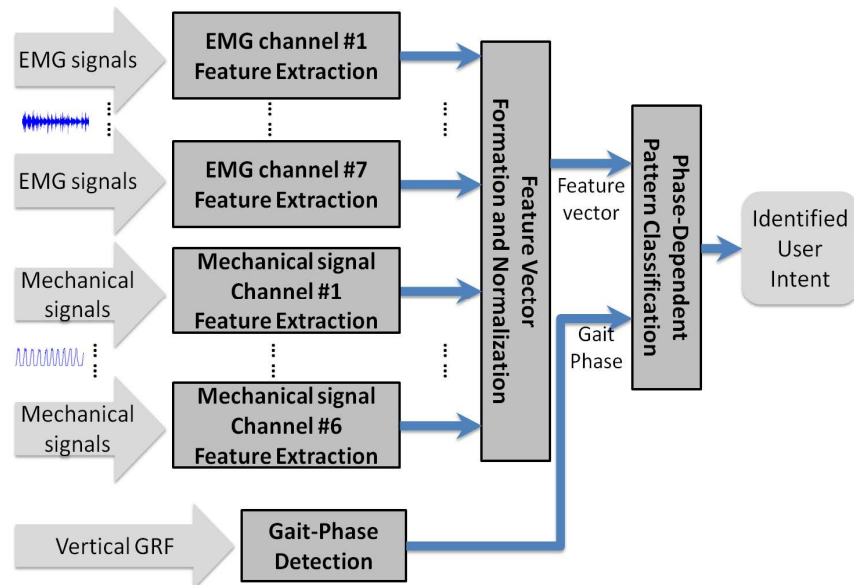 EMG signals
EMG channel #1
Feature Extraction
EMG signals
EMG channel #7
Feature Extraction
Mechanical
signals
Mechanical signal
Channel #1
Feature Extraction
Mechanical
signals
Mechanical signal
Channel #6
Feature Extraction
Vertical GRF
Gait-Phase
Detection
Feature Vector
Formation and Normalization
Feature
vector
Gait
Phase
Phase-Dependent
Pattern Classification
Identified
User
Intent